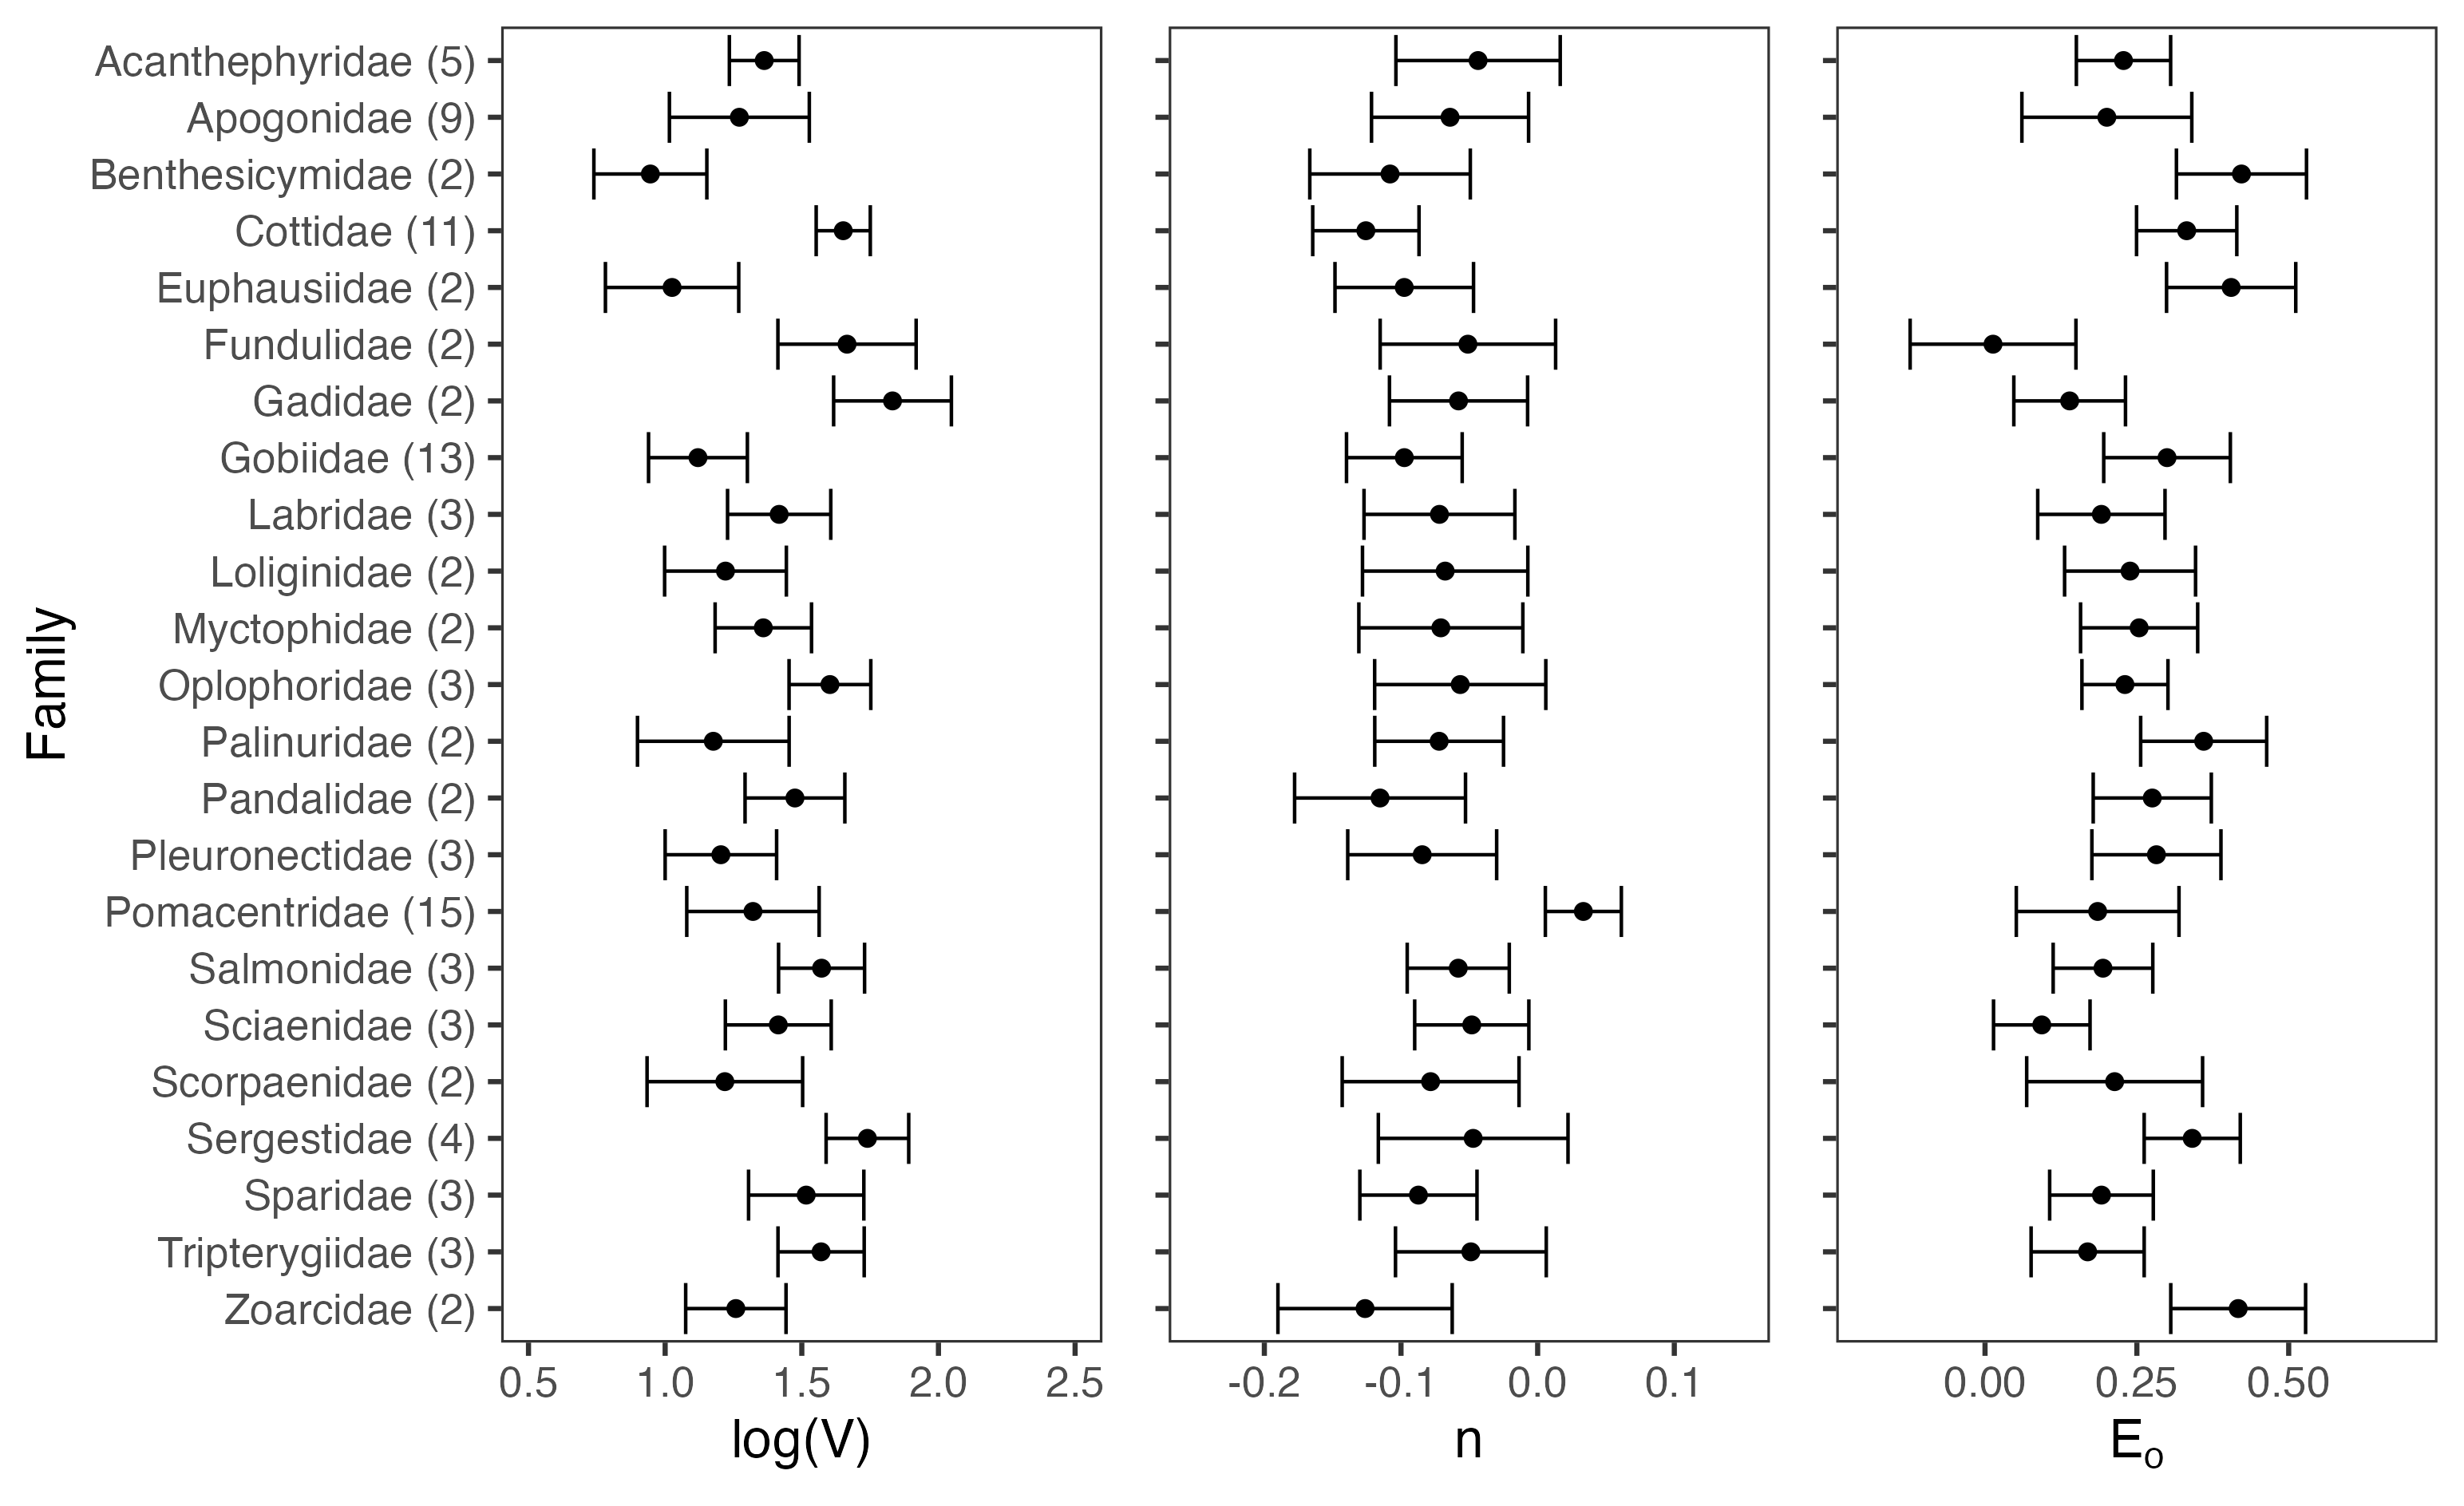 Family
Acanthephyridae (5)
Apogonidae (9)
Benthesicymidae (2)
Cottidae (11)
Euphausiidae (2)
Fundulidae (2)
Gadidae (2)
Gobiidae (13)
Labridae (3)
Loliginidae (2)
Myctophidae (2)
Oplophoridae (3)
Palinuridae (2)
Pandalidae (2)
Pleuronectidae (3)
Pomacentridae (15)
Salmonidae (3)
Sciaenidae (3)
Scorpaenidae (2)
Sergestidae (4)
Sparidae (3)
Tripterygiidae (3)
Zoarcidae (2)
0.5 1.0 1.5 2.0 2.5
log(V)
-0.2 -0.1 0.0 0.1
n
0.00 0.25 0.50
Eₒ